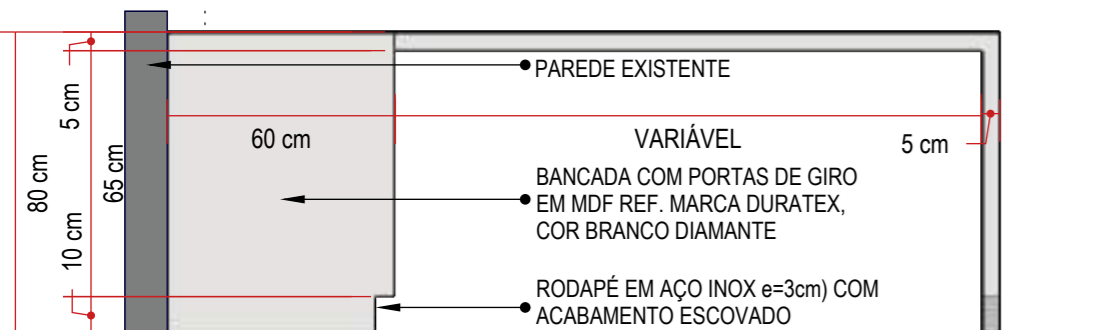 PAREDE EXISTENTE
5 cm
60 cm
VARIÁVEL
5 cm
80 cm
65 cm
10 cm
BANCADA COM PORTAS DE GIRO
EM MDF REF. MARCA DURATEX,
COR BRANCO DIAMANTE
RODAPÉ EM AÇO INOX e=3cm) COM
ACABAMENTO ESCOVADO